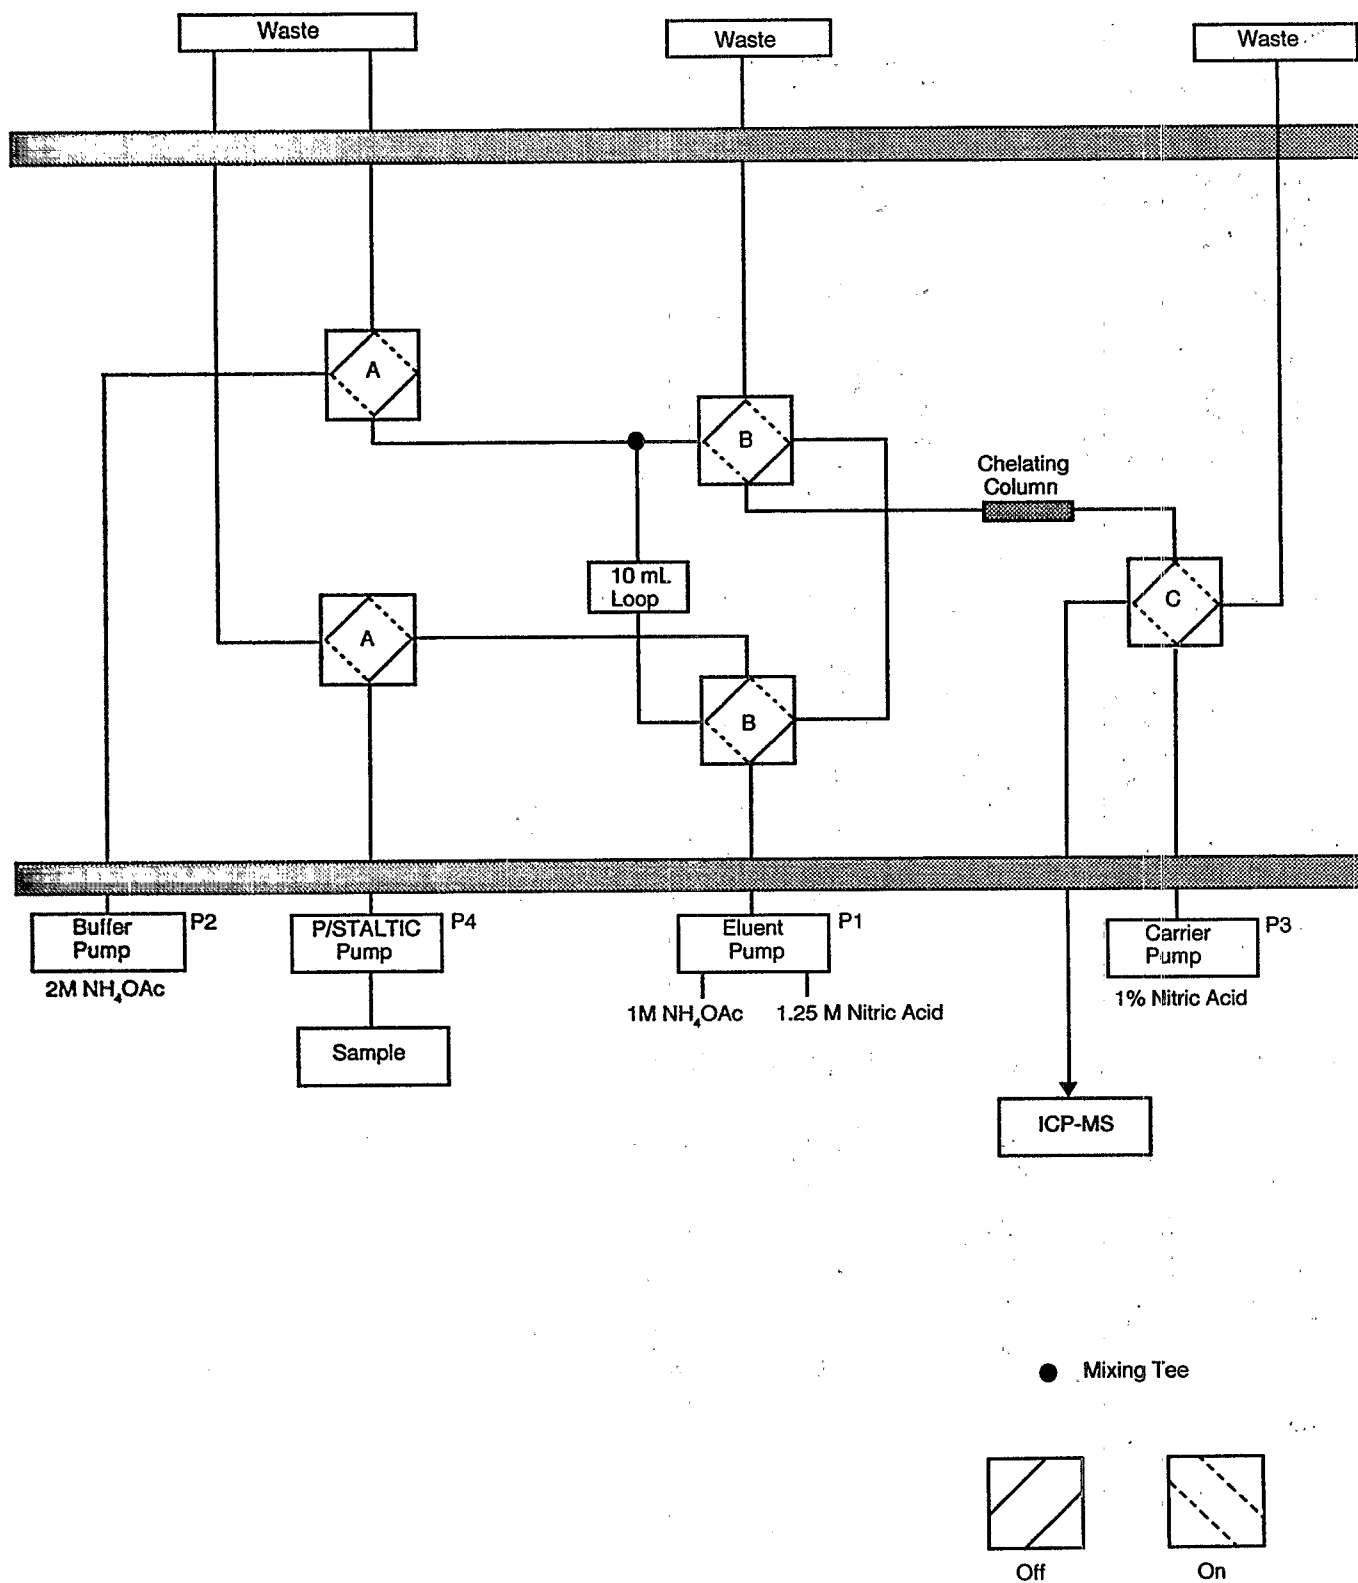 Waste
Waste
Waste
A
B
Chelating
Column
10 mL
Loop
C
A
B
Buffer
Pump
P2
2M NH₄OAc
P/STALTIC
Pump
P4
Sample
Eluent
Pump
P1
1M NH₄OAc
1.25 M Nitric Acid
Carrier
Pump
P3
1% Nitric Acid
ICP-MS
Mixing Tee
Off
On